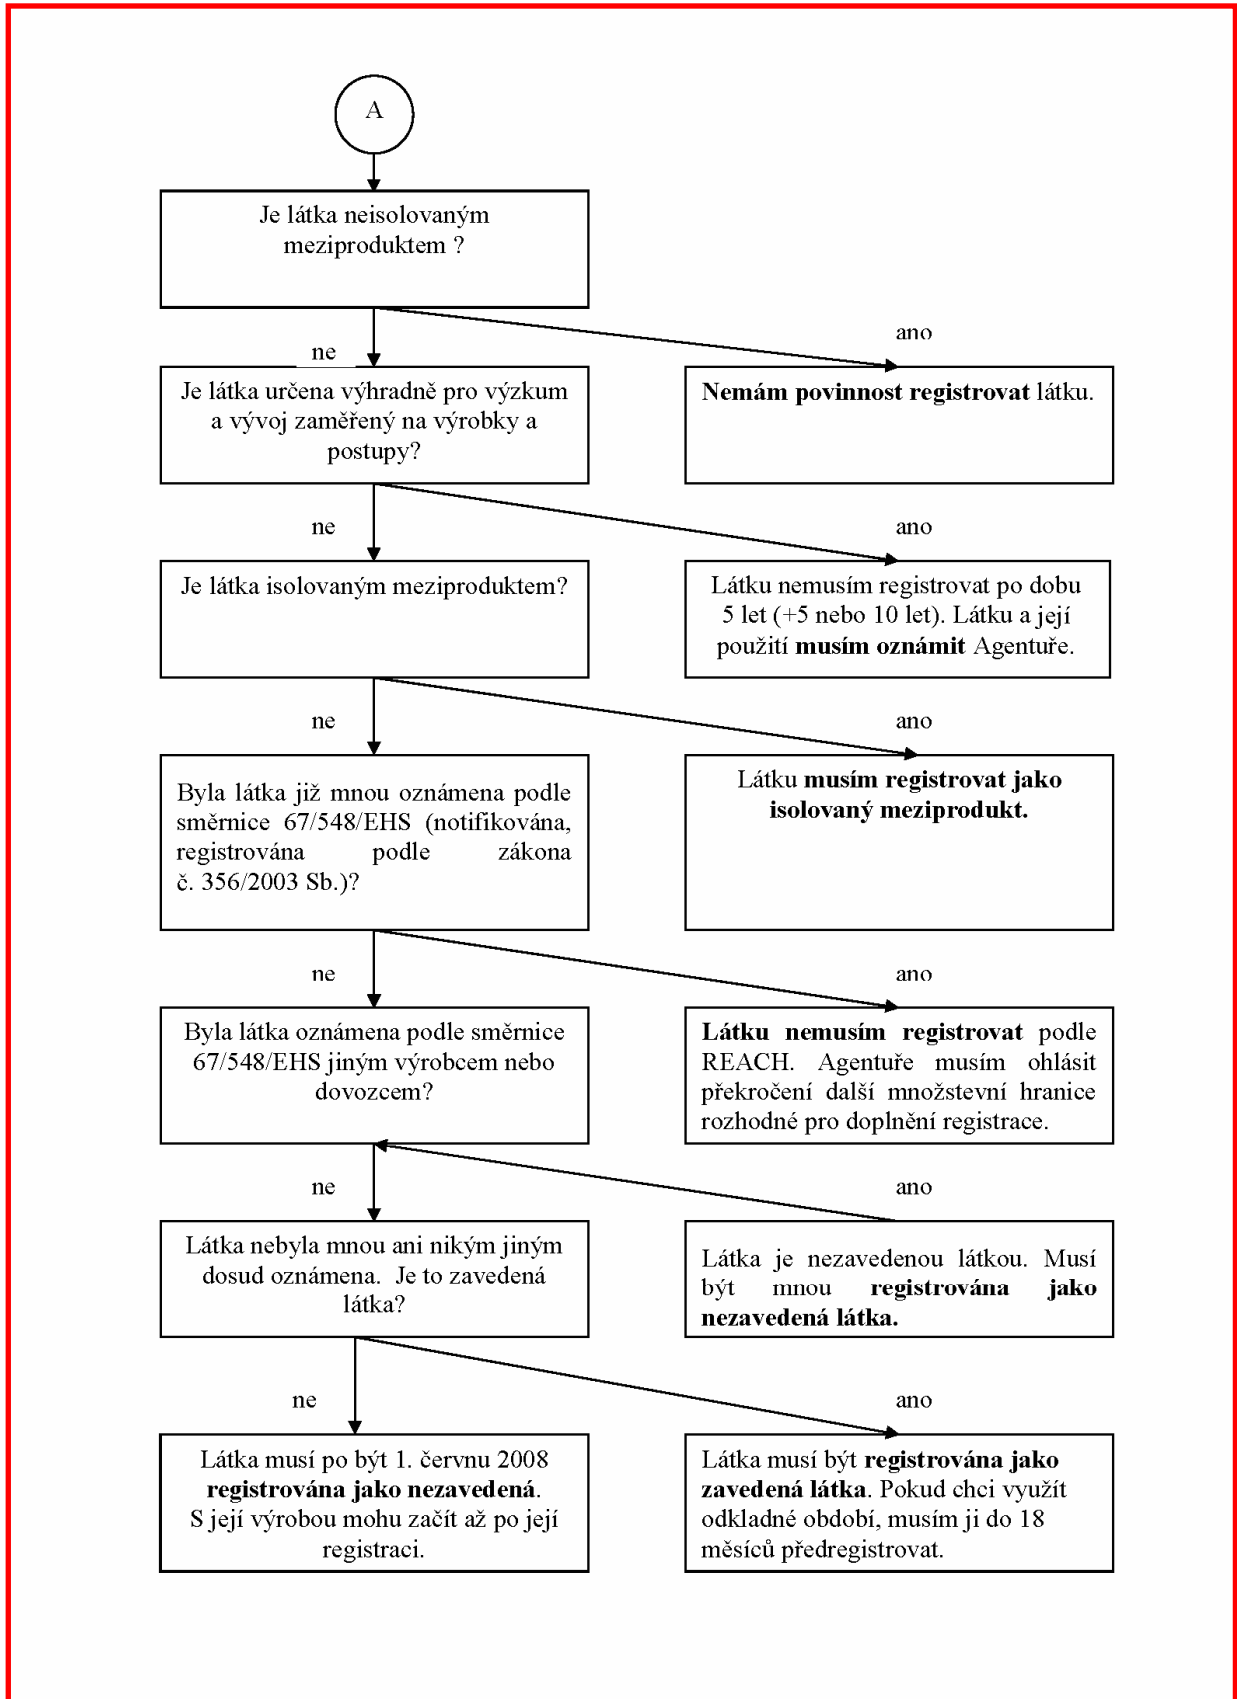 A
Je látka neisolovaným
meziproduktem ?
ano
ne
Je látka určena výhradně pro výzkum
a vývoj zaměřený na výrobky a
postupy?
Nemám povinnost registrovat látku.
ne
ano
Je látka isolovaným meziproduktem?
Látku nemusím registrovat po dobu
5 let (+5 nebo 10 let). Látku a její
použití musím oznámit Agentuře.
ne
ano
Byla látka již mnou oznámena podle
směrnice 67/548/EHS (notifikována,
registrována podle zákona
č. 356/2003 Sb.)?
Látku musím registrovat jako
isolovaný meziprodukt.
ne
ano
Byla látka oznámena podle směrnice
67/548/EHS jiným výrobcem nebo
dovozcem?
Látku nemusím registrovat podle
REACH. Agentuře musím ohlásit
překročení další množstevní hranice
rozhodné pro doplnění registrace.
ne
ano
Látka nebyla mnou ani nikým jiným
dosud oznámena. Je to zavedená
látka?
Látka je nezavedenou látkou. Musí
být mnou registrována jako
nezavedená látka.
ne
ano
Látka musí po být 1. červnu 2008
registrována jako nezavedená.
S její výrobou mohu začít až po její
registraci.
Látka musí být registrována jako
zavedená látka. Pokud chci využít
odkladné období, musím ji do 18
měsíců předregistrovat.